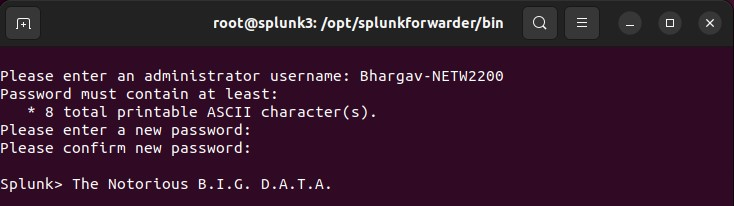 root@splunk3: /opt/splunkforwarder/bin
Please enter an administrator username: Bhargav-NETW2200
Password must contain at least:
* 8 total printable ASCII character(s).
Please enter a new password:
Please confirm new password:
Splunk> The Notorious B.I.G. D.A.T.A.